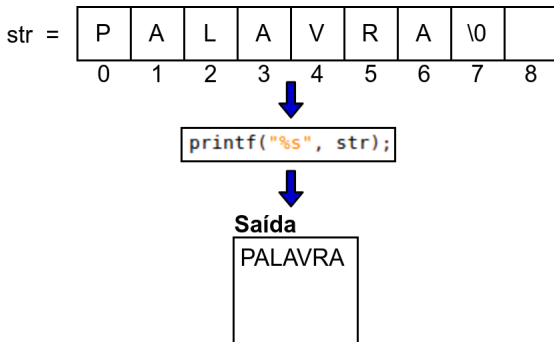 str = P A L A V R A \0
0 1 2 3 4 5 6 7 8
printf("%s", str);
Saída
PALAVRA